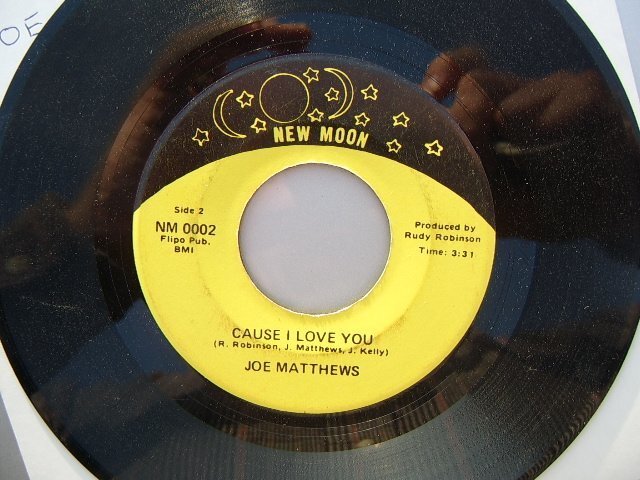 OE
NEW MOON
Side 2
NM 0002
Flipo Pub.
BMI
Produced by
Rudy Robinson
Time: 3:31
CAUSE I LOVE YOU
(R. Robinson, J. Matthews, J. Kelly)
JOE MATTHEWS